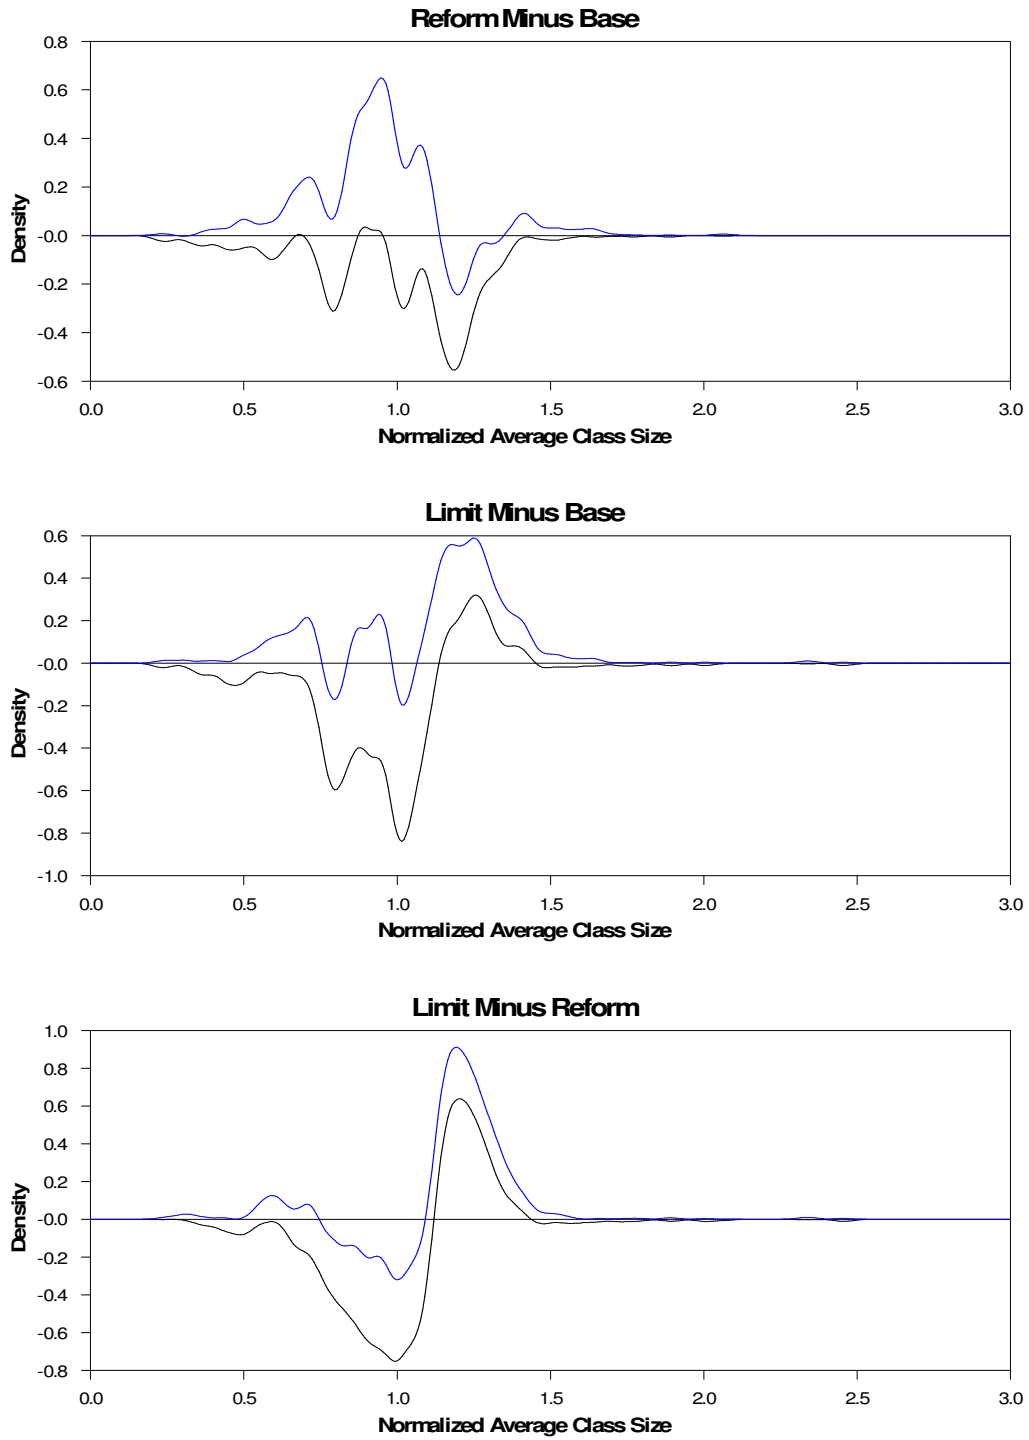 Reform Minus Base
0.8
0.6
0.4
0.2
-0.0
-0.2
-0.4
-0.6
Density
0.0 0.5 1.0 1.5 2.0 2.5 3.0
Normalized Average Class Size
Limit Minus Base
0.6
0.4
0.2
-0.0
-0.2
-0.4
-0.6
-0.8
-1.0
Density
0.0 0.5 1.0 1.5 2.0 2.5 3.0
Normalized Average Class Size
Limit Minus Reform
1.0
0.8
0.6
0.4
0.2
-0.0
-0.2
-0.4
-0.6
-0.8
Density
0.0 0.5 1.0 1.5 2.0 2.5 3.0
Normalized Average Class Size